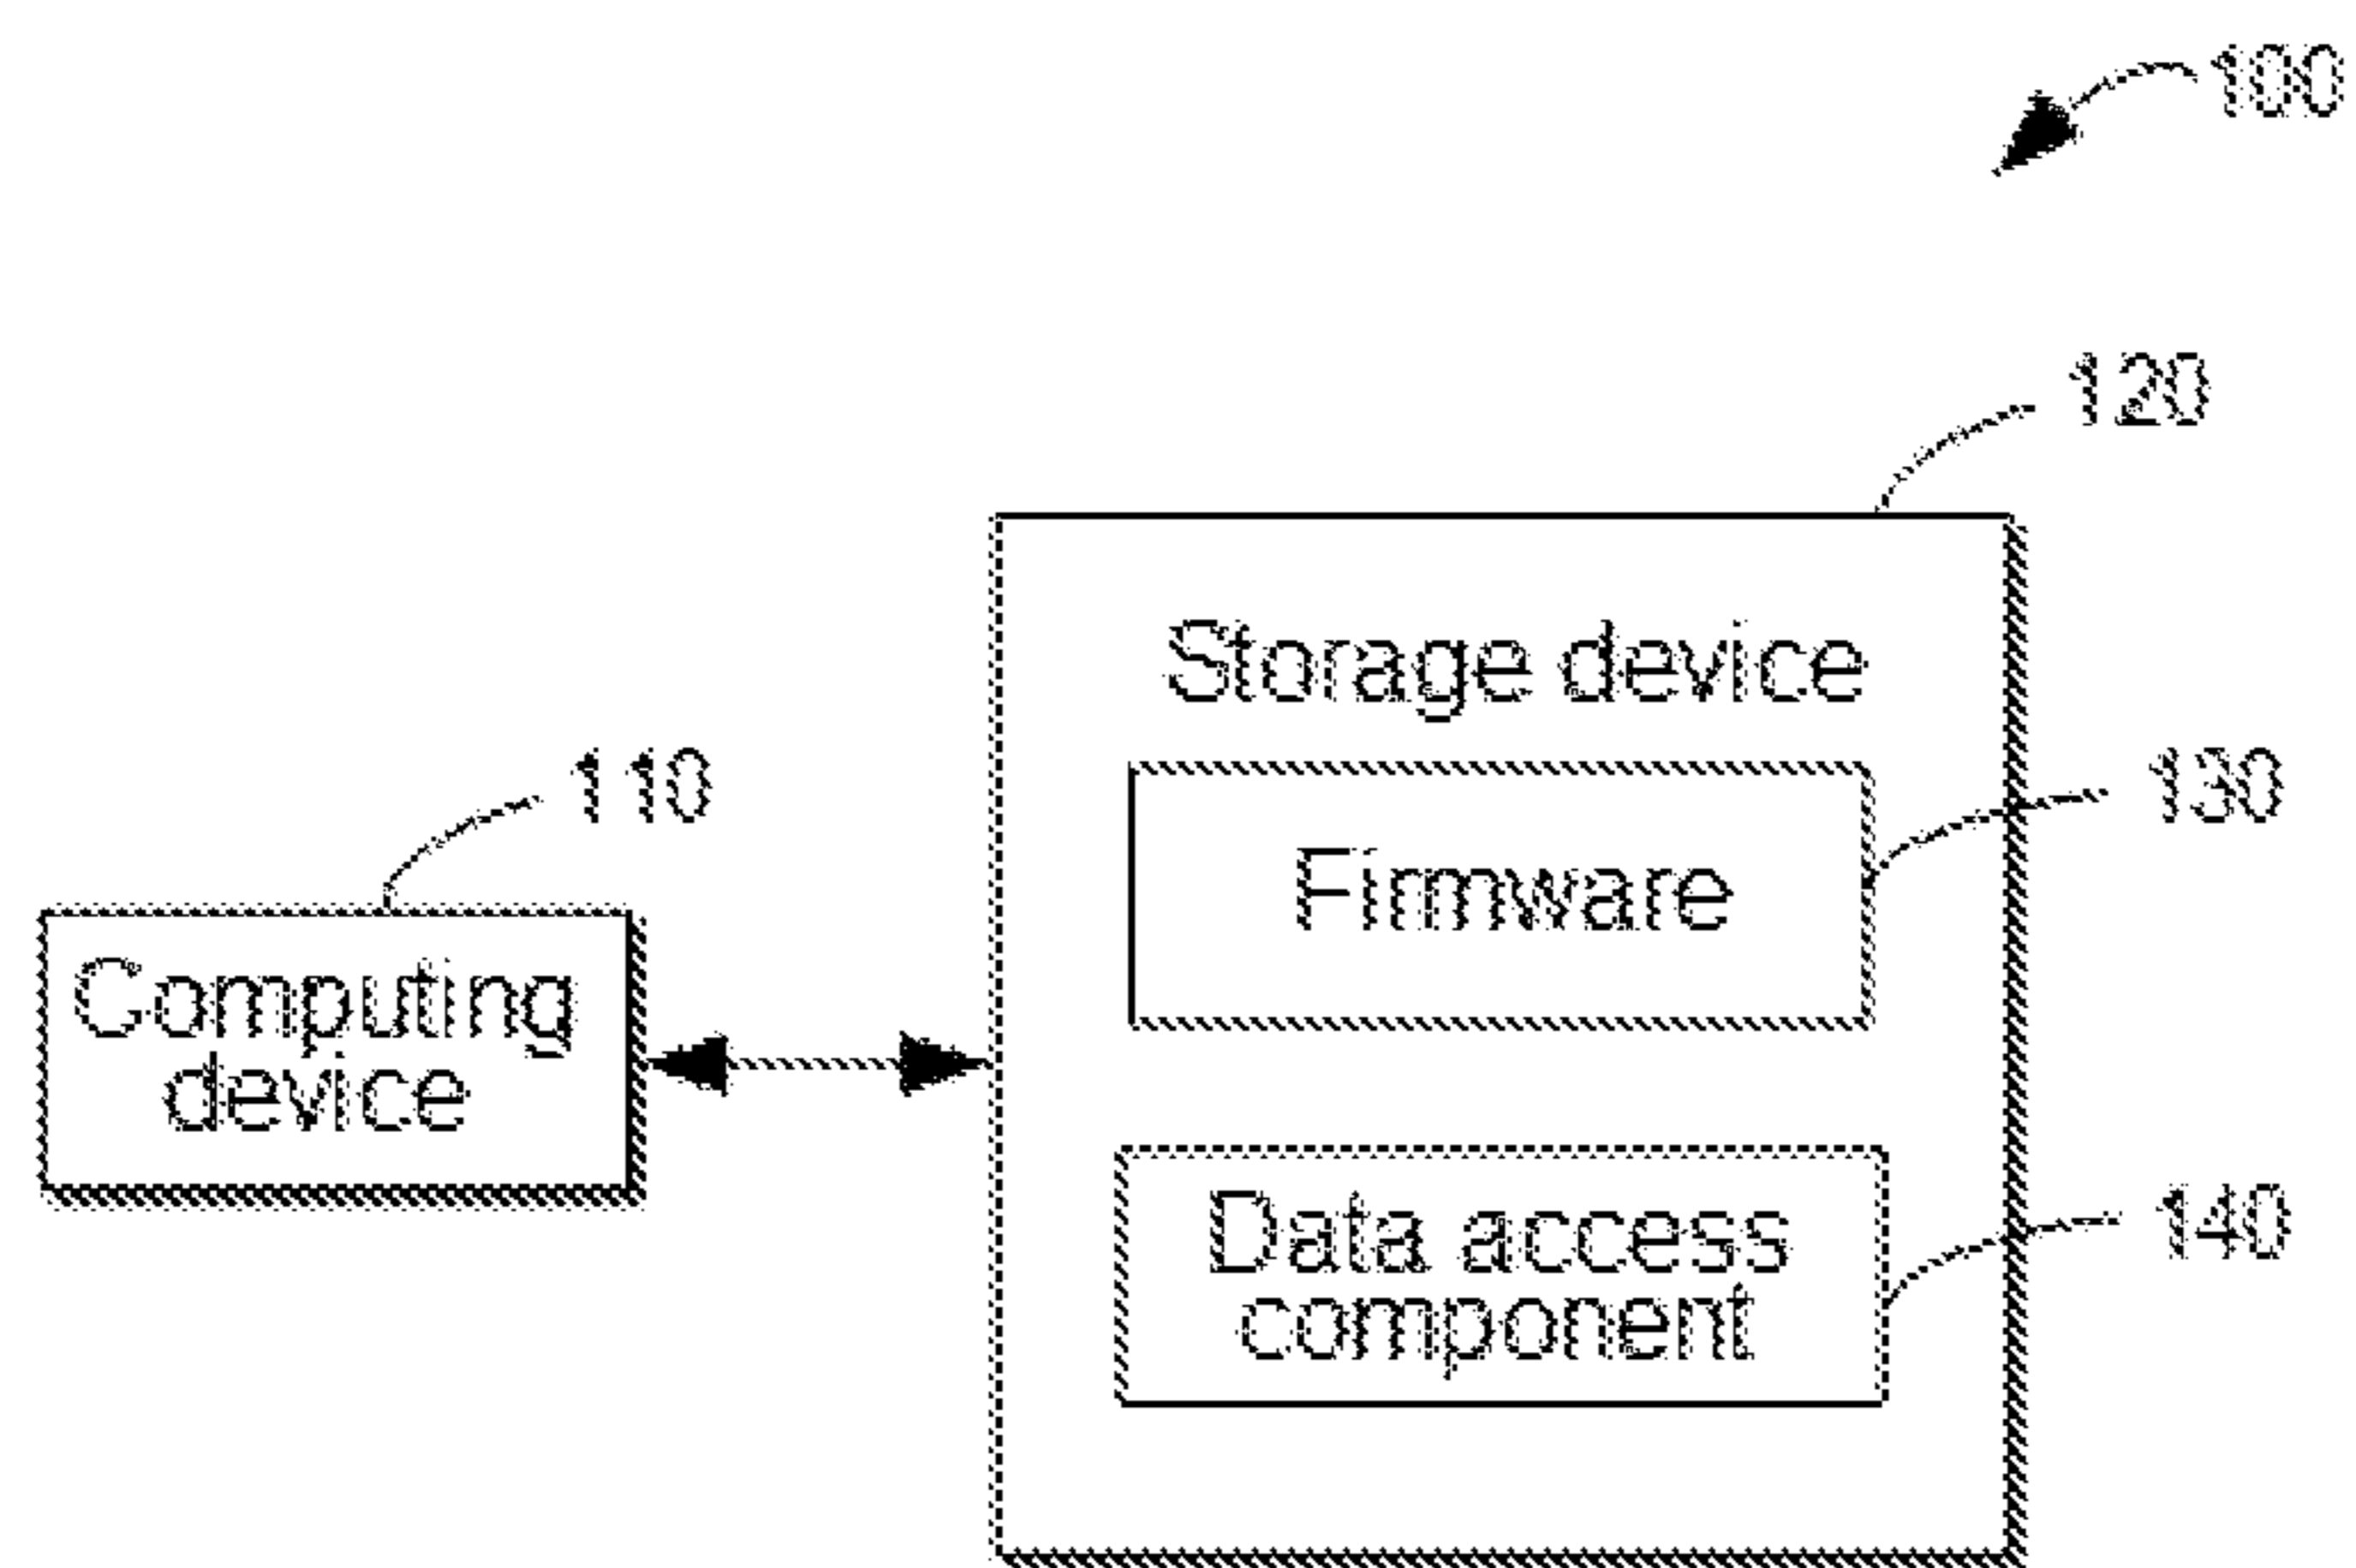 100
120
Storage device
110
130
Firmware
Computing
device
140
Data access
component